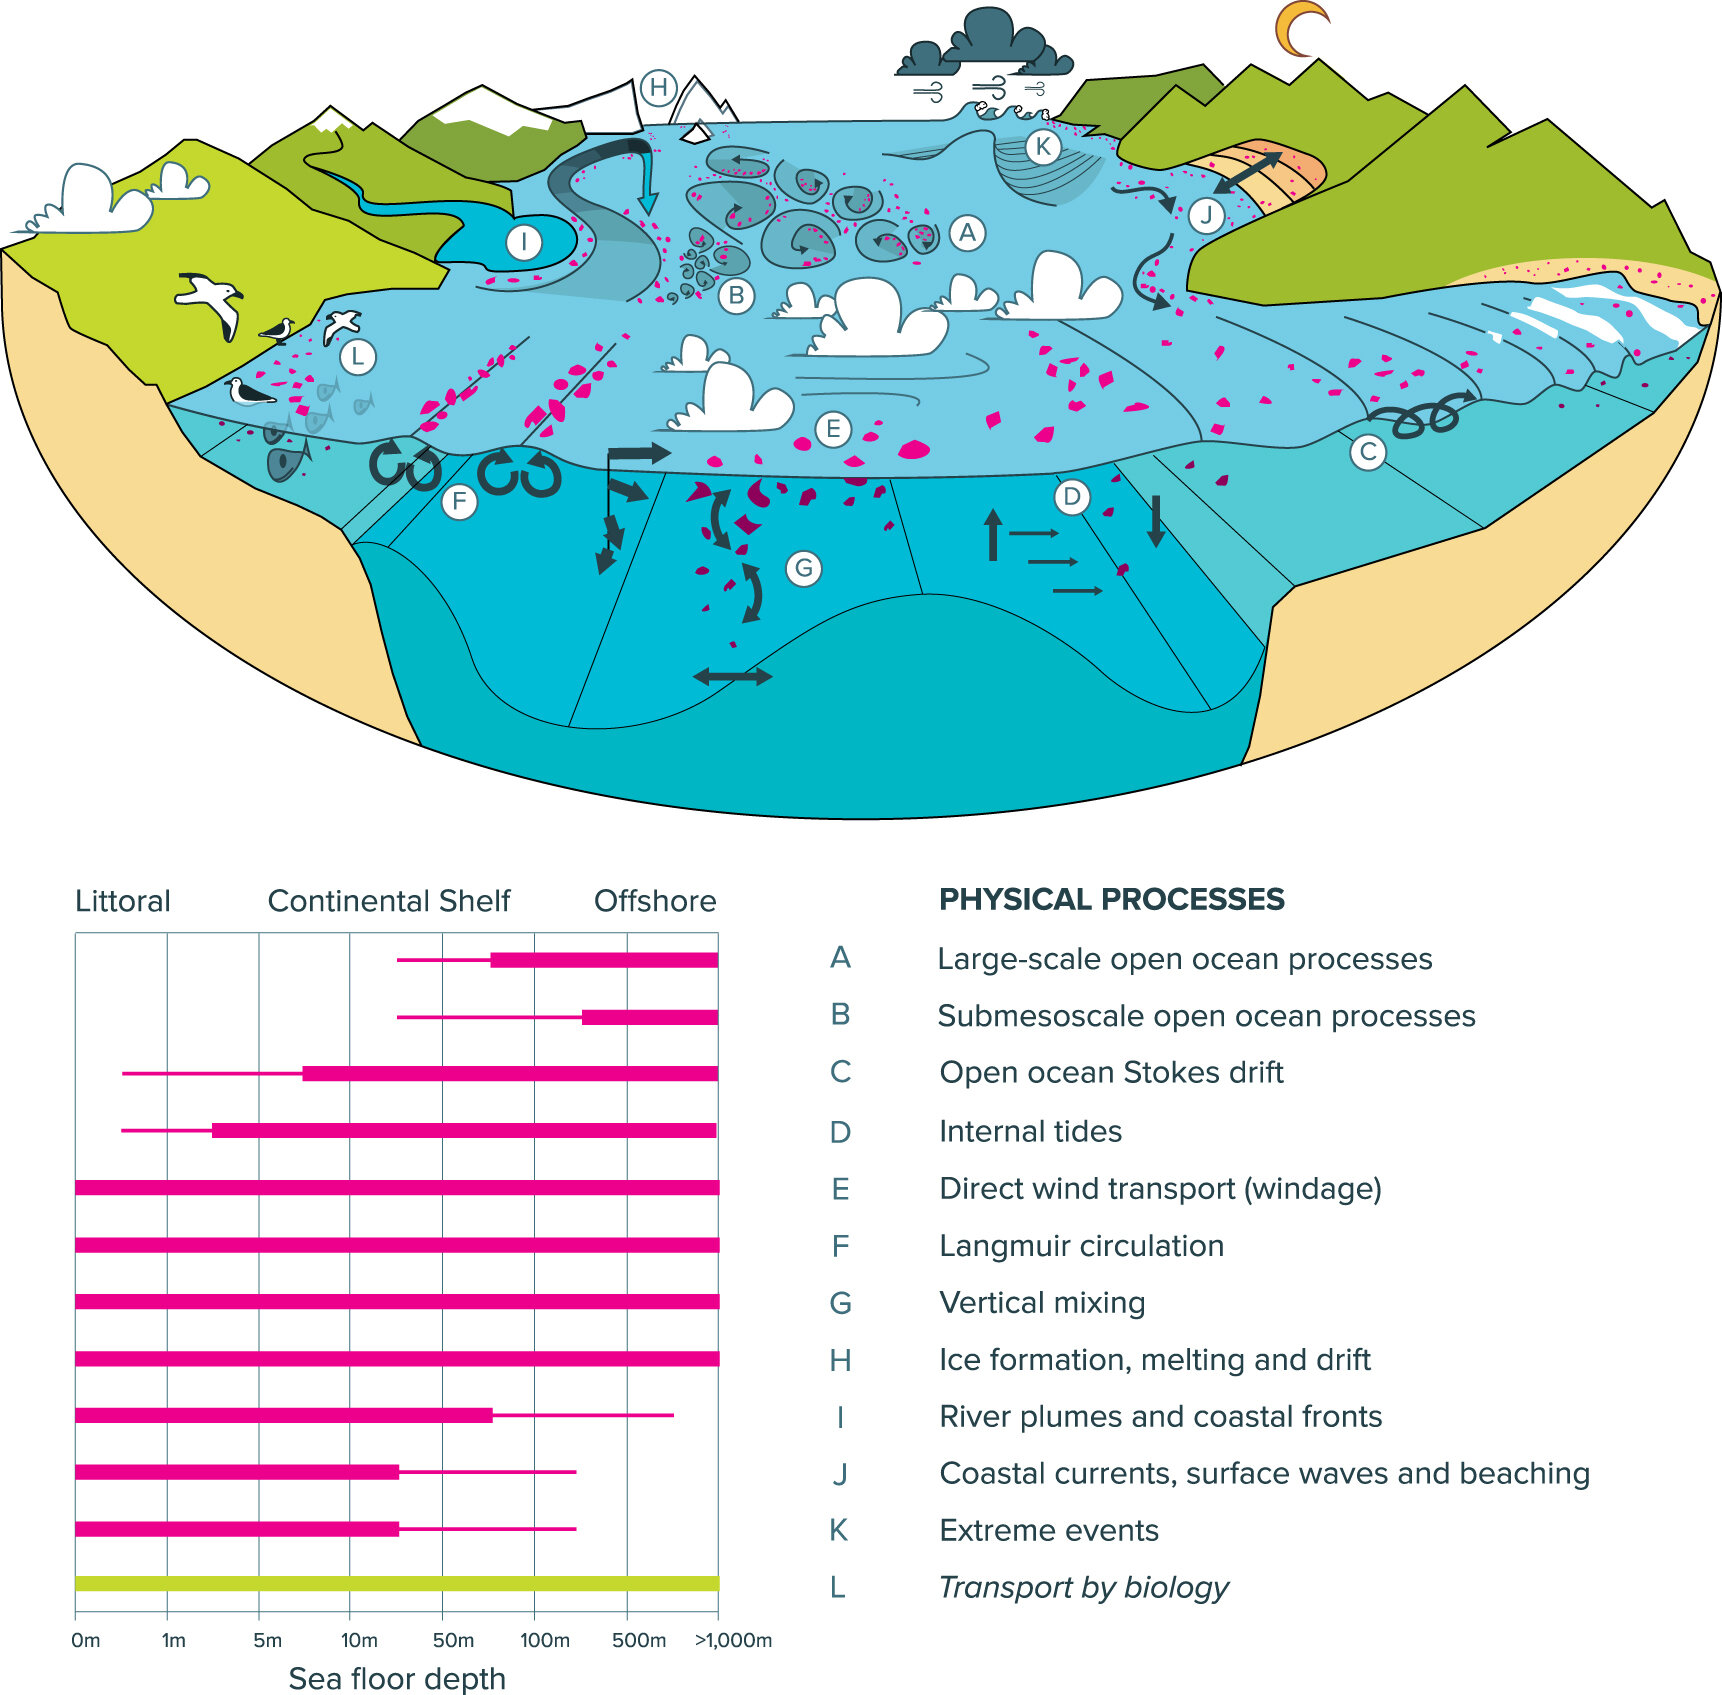 H
K
J
I
A
B
L
E
C
F
D
G
Littoral Continental Shelf Offshore
PHYSICAL PROCESSES
A Large-scale open ocean processes
B Submesoscale open ocean processes
C Open ocean Stokes drift
D Internal tides
E Direct wind transport (windage)
F Langmuir circulation
G Vertical mixing
H Ice formation, melting and drift
I River plumes and coastal fronts
J Coastal currents, surface waves and beaching
K Extreme events
L Transport by biology
0m 1m 5m 10m 50m 100m 500m >1,000m
Sea floor depth